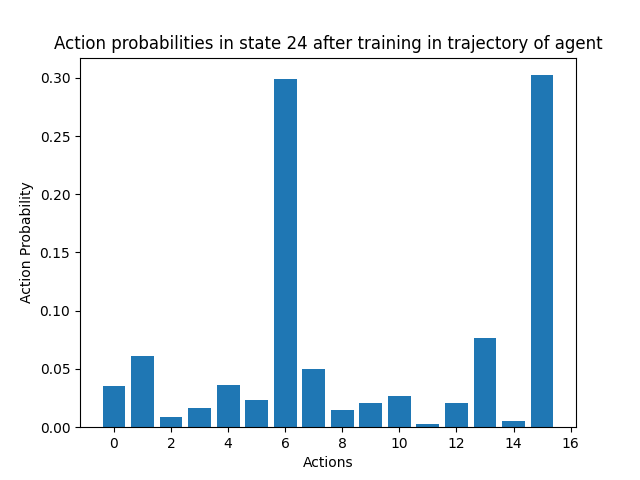 Action probabilities in state 24 after training in trajectory of agent
0.30
0.25
0.20
0.15
0.10
0.05
0.00
Action Probability
0 2 4 6 8 10 12 14 16
Actions